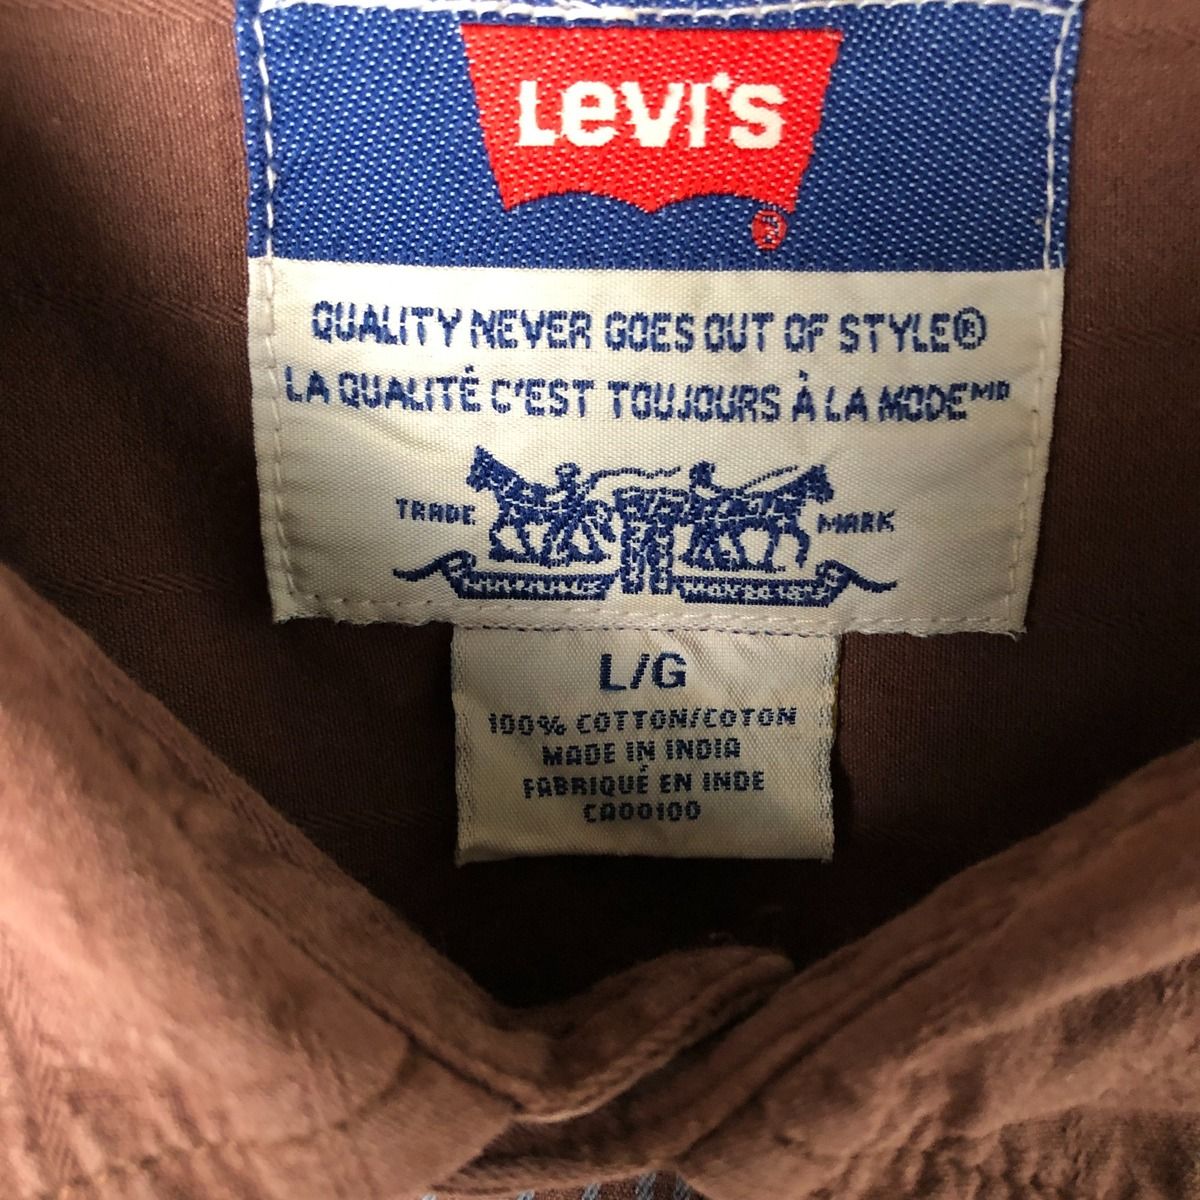 Levi's
QUALITY NEVER GOES OUT OF STYLE®
LA QUALITÉ C'EST TOUJOURS À LA MODE MD
TRADE MARK
L/G
100% COTTON/COTON
MADE IN INDIA
FABRIQUÉ EN INDE
CA00100